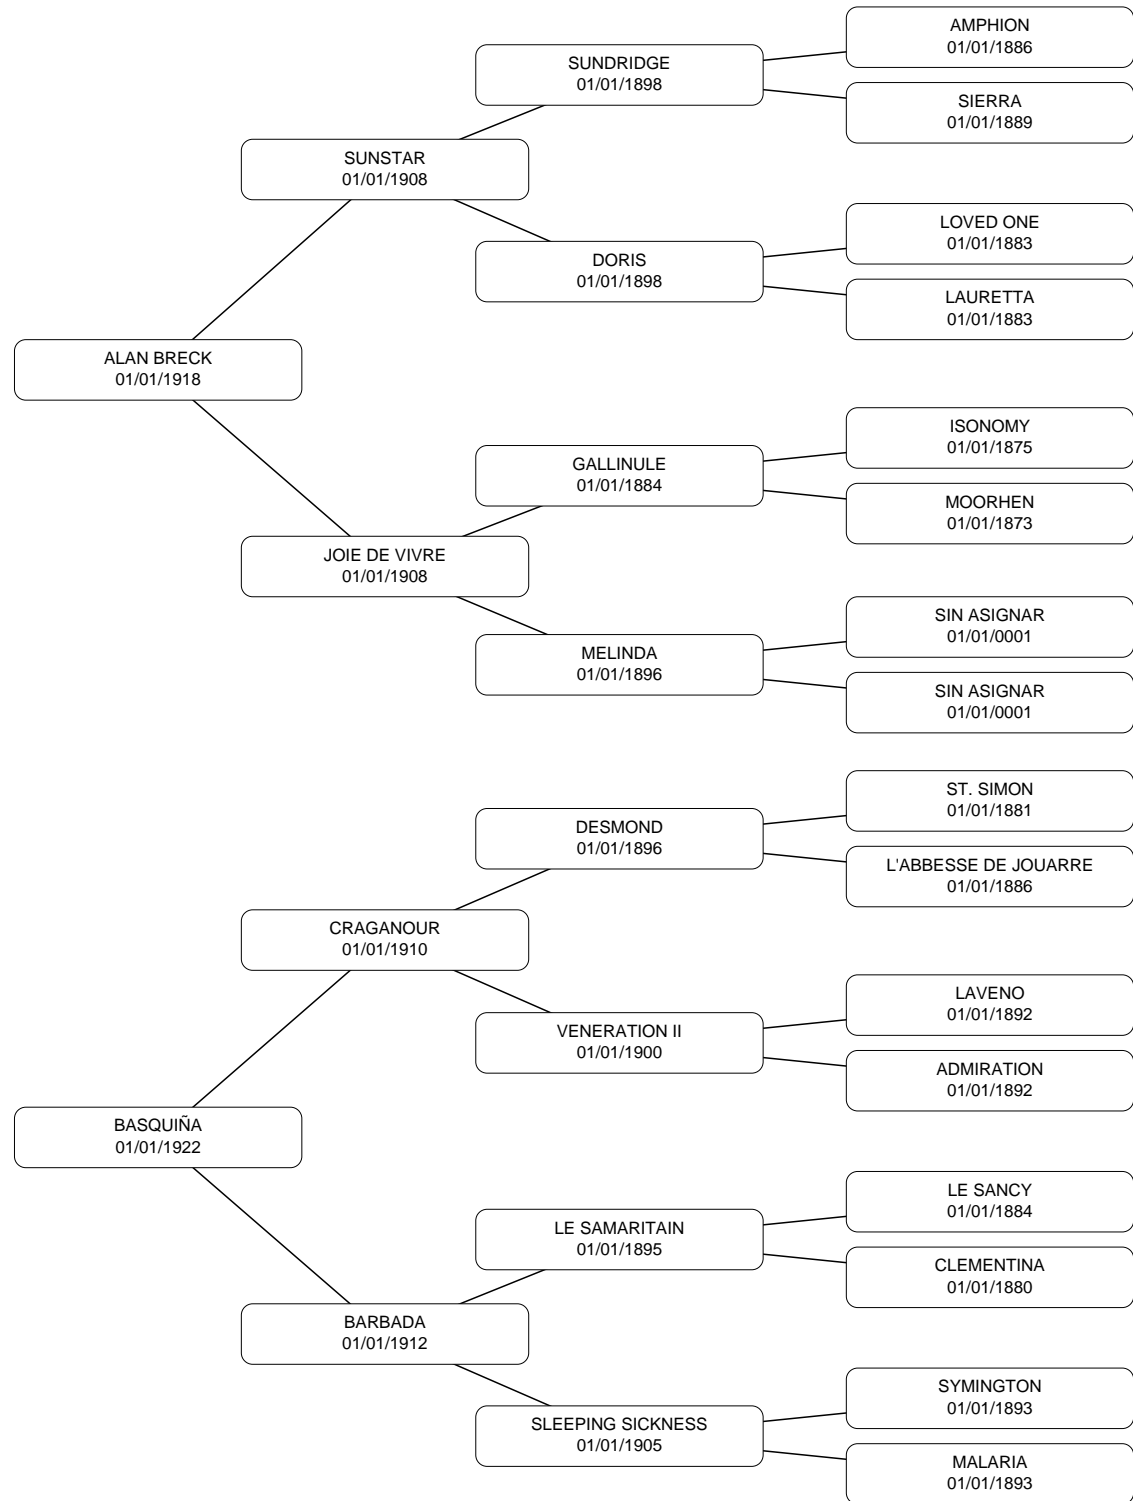 AMPHION
01/01/1886
SUNDRIDGE
01/01/1898
SIERRA
01/01/1889
SUNSTAR
01/01/1908
LOVED ONE
01/01/1883
DORIS
01/01/1898
LAURETTA
01/01/1883
ALAN BRECK
01/01/1918
ISONOMY
01/01/1875
GALLINULE
01/01/1884
MOORHEN
01/01/1873
JOIE DE VIVRE
01/01/1908
SIN ASIGNAR
01/01/0001
MELINDA
01/01/1896
SIN ASIGNAR
01/01/0001
ST. SIMON
01/01/1881
DESMOND
01/01/1896
L'ABBESSE DE JOUARRE
01/01/1886
CRAGANOUR
01/01/1910
LAVENO
01/01/1892
VENERATION II
01/01/1900
ADMIRATION
01/01/1892
BASQUIÑA
01/01/1922
LE SANCY
01/01/1884
LE SAMARITAIN
01/01/1895
CLEMENTINA
01/01/1880
BARBADA
01/01/1912
SYMINGTON
01/01/1893
SLEEPING SICKNESS
01/01/1905
MALARIA
01/01/1893